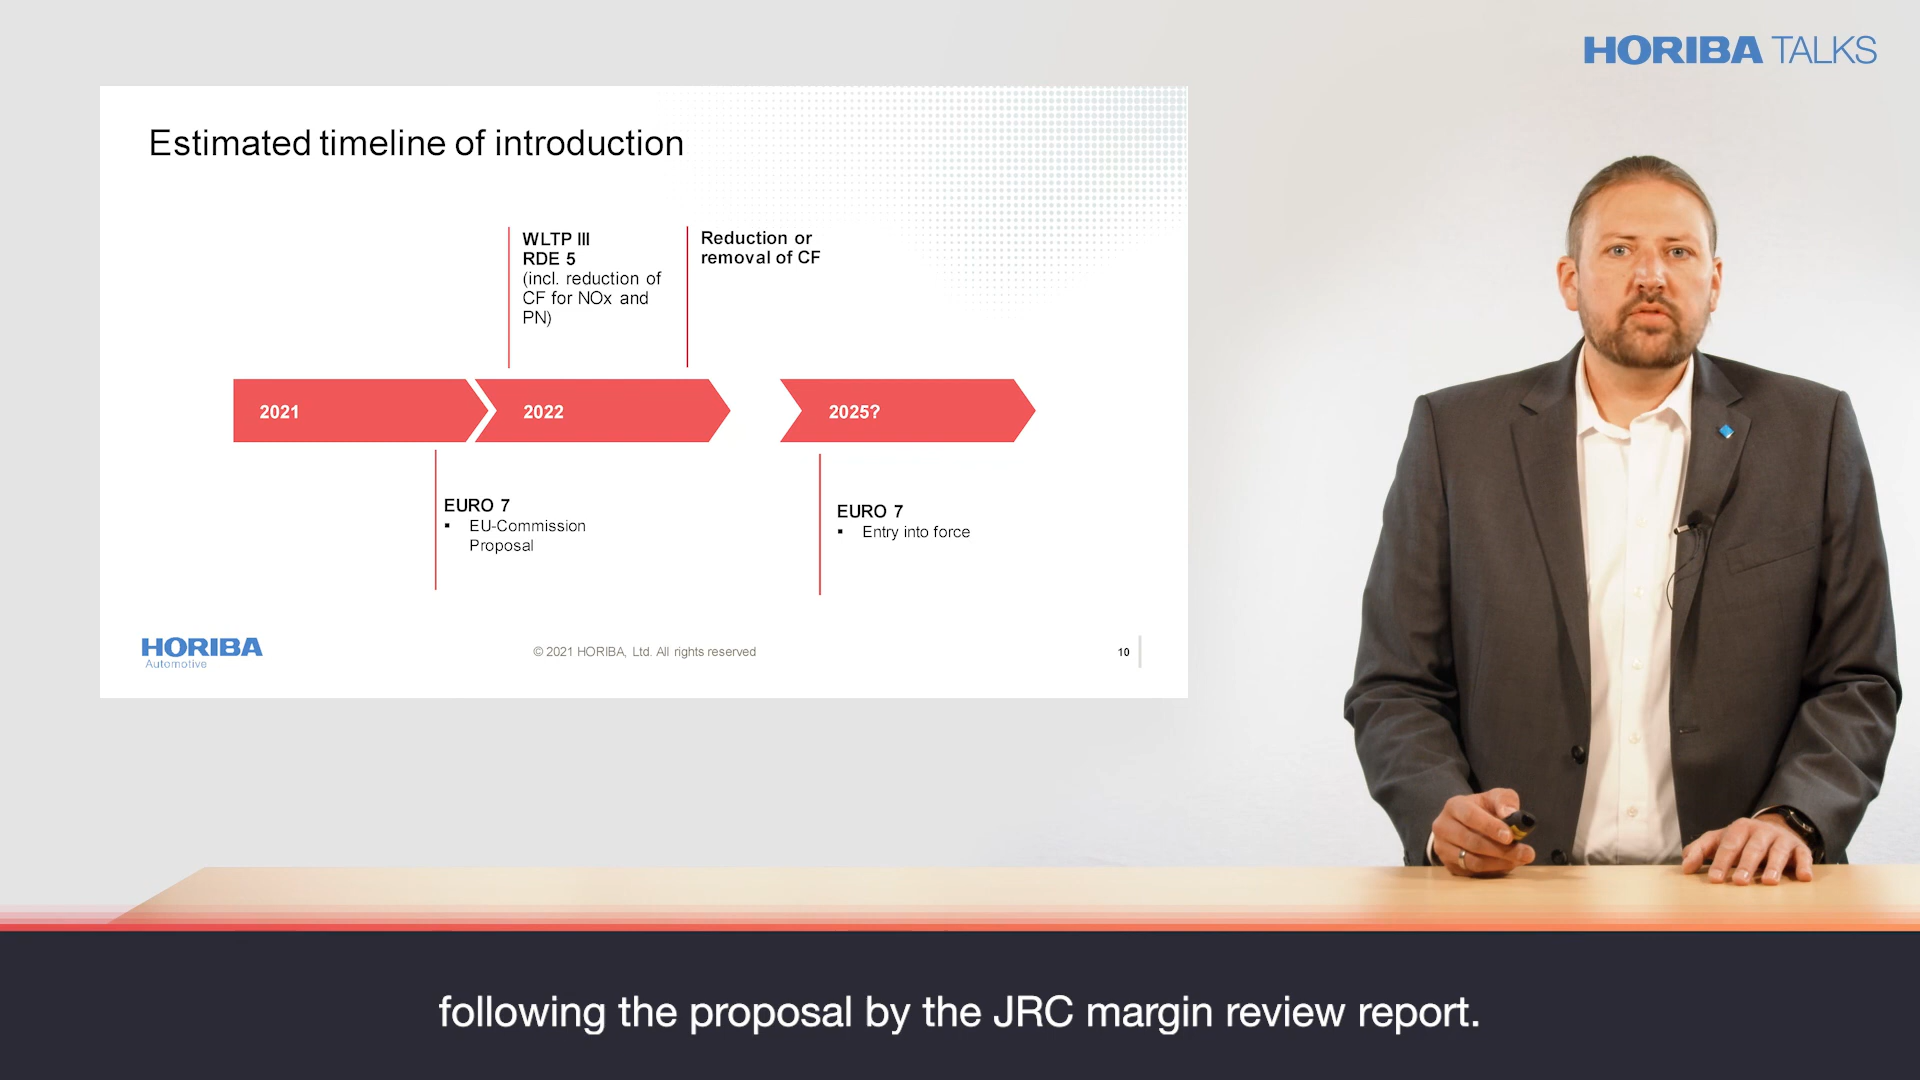 HORIBA TALKS
Estimated timeline of introduction
WLTP III
RDE 5
(incl. reduction of
CF for NOx and
PN)
Reduction or
removal of CF
2021
2022
2025?
EURO 7
▪ EU-Commission
Proposal
EURO 7
▪ Entry into force
HORIBA
Automotive
© 2021 HORIBA, Ltd. All rights reserved
10
following the proposal by the JRC margin review report.